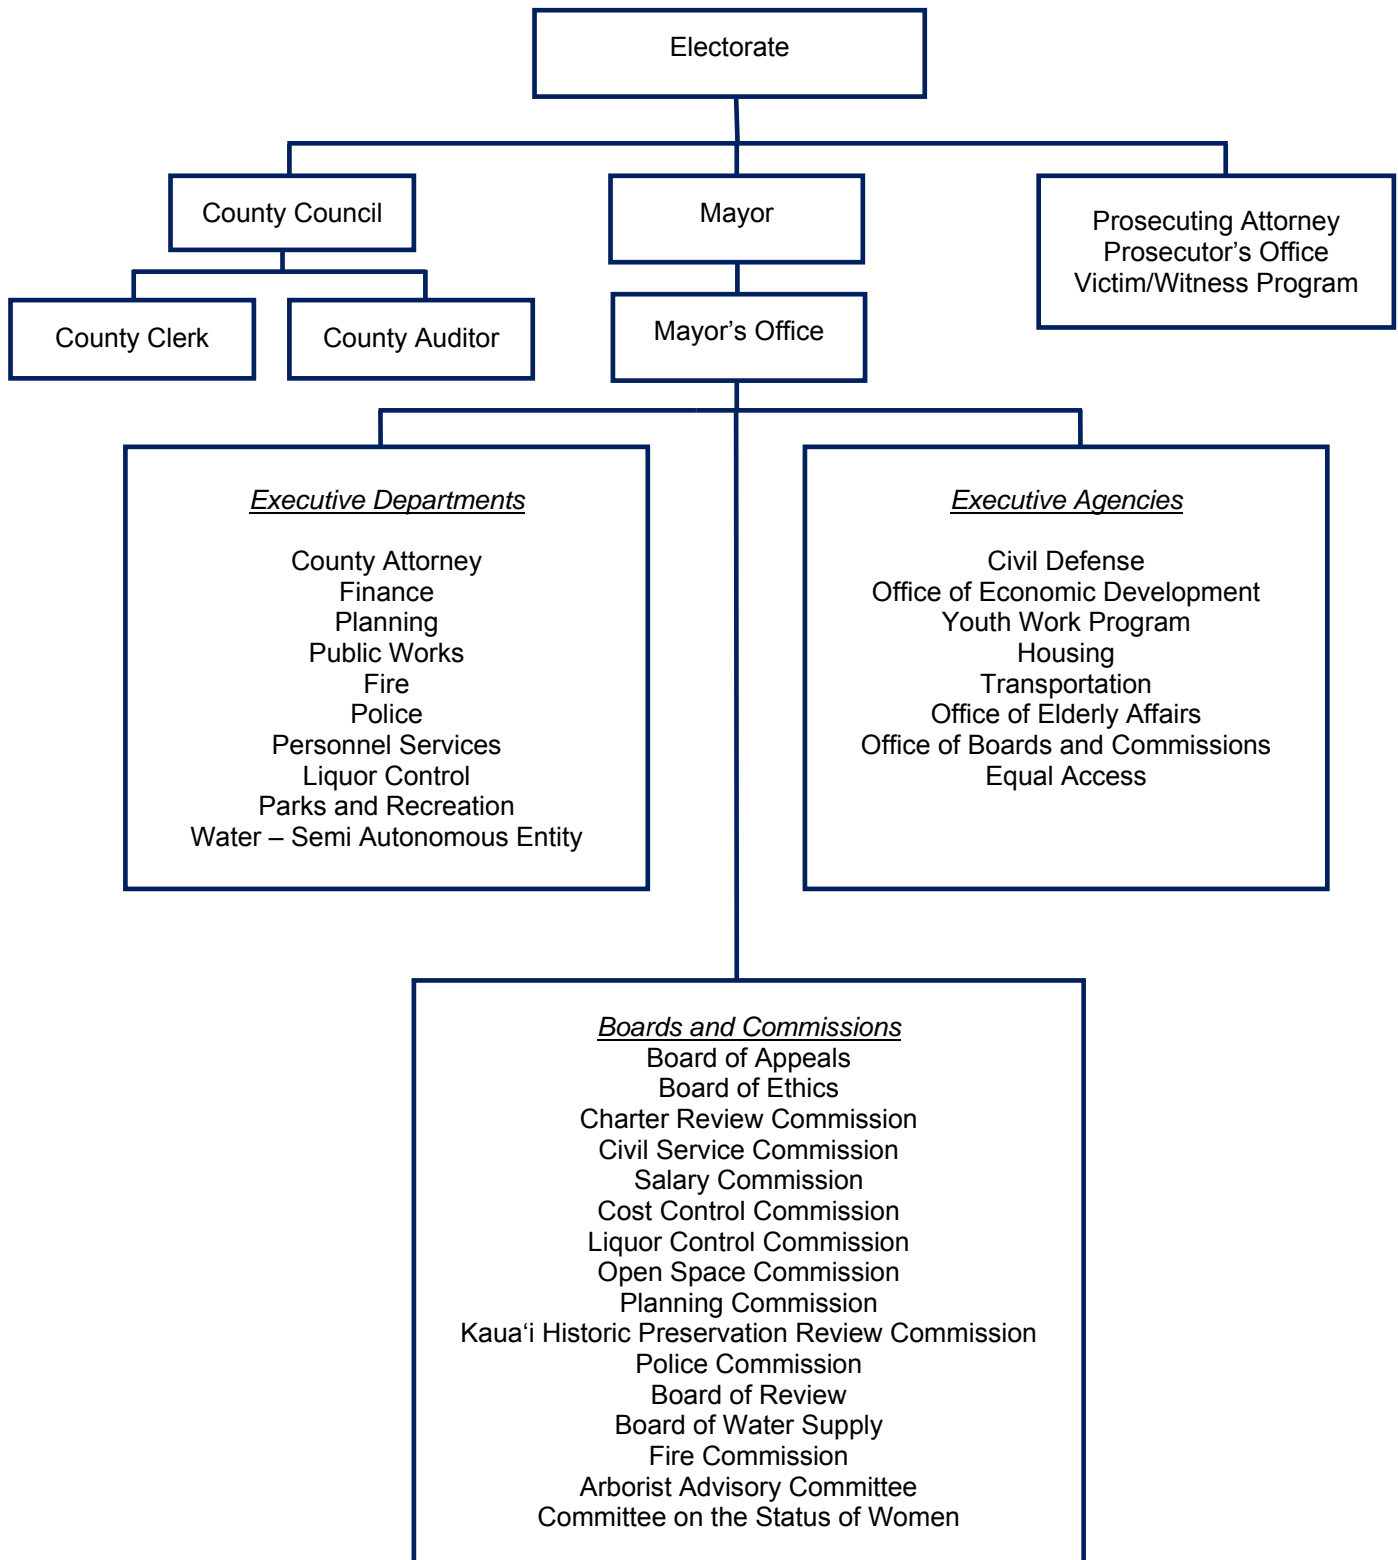 Electorate
County Council
Mayor
Prosecuting Attorney
Prosecutor’s Office
Victim/Witness Program
County Clerk
County Auditor
Mayor’s Office
Executive Departments
County Attorney
Finance
Planning
Public Works
Fire
Police
Personnel Services
Liquor Control
Parks and Recreation
Water – Semi Autonomous Entity
Executive Agencies
Civil Defense
Office of Economic Development
Youth Work Program
Housing
Transportation
Office of Elderly Affairs
Office of Boards and Commissions
Equal Access
Boards and Commissions
Board of Appeals
Board of Ethics
Charter Review Commission
Civil Service Commission
Salary Commission
Cost Control Commission
Liquor Control Commission
Open Space Commission
Planning Commission
Kaua‘i Historic Preservation Review Commission
Police Commission
Board of Review
Board of Water Supply
Fire Commission
Arborist Advisory Committee
Committee on the Status of Women